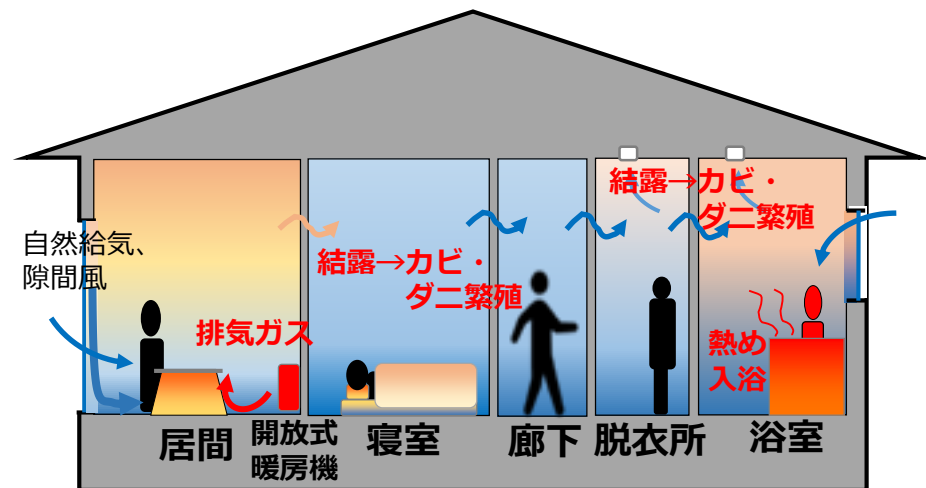 自然給気、
隙間風
排気ガス
結露→カビ・
ダニ繁殖
結露→カビ・
ダニ繁殖
熱め
入浴
居間
開放式
暖房機
寝室
廊下
脱衣所
浴室